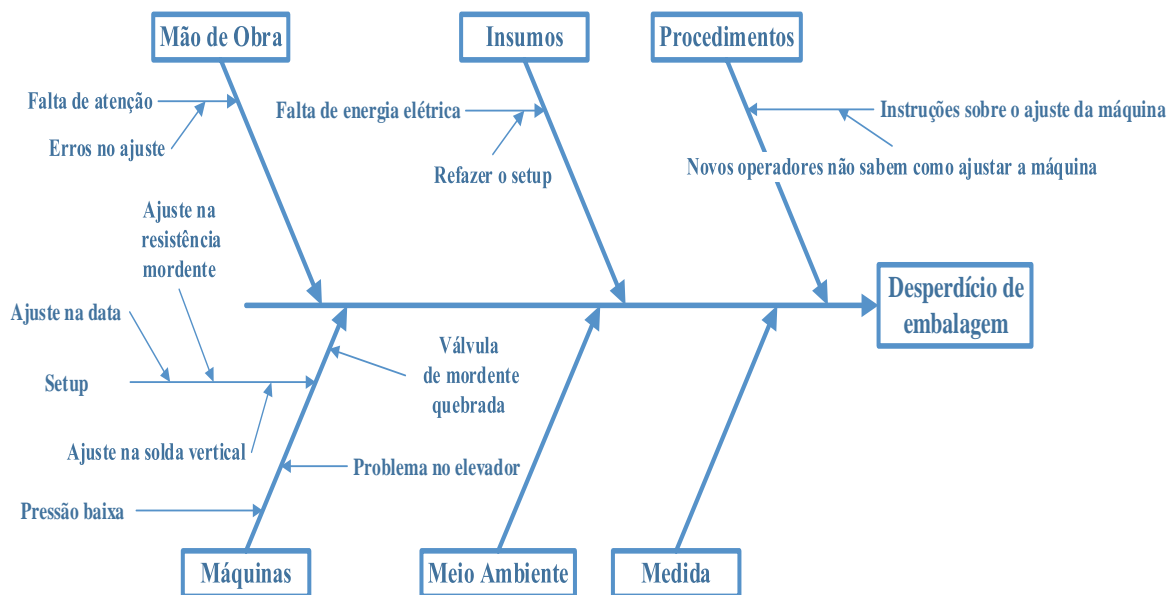 Mão de Obra
Insumos
Procedimentos
Falta de atenção
Erros no ajuste
Falta de energia elétrica
Refazer o setup
Instruções sobre o ajuste da máquina
Novos operadores não sabem como ajustar a máquina
Ajuste na
resistência
mordente
Ajuste na data
Setup
Ajuste na solda vertical
Pressão baixa
Válvula
de mordente
quebrada
Problema no elevador
Desperdício de
embalagem
Máquinas
Meio Ambiente
Medida